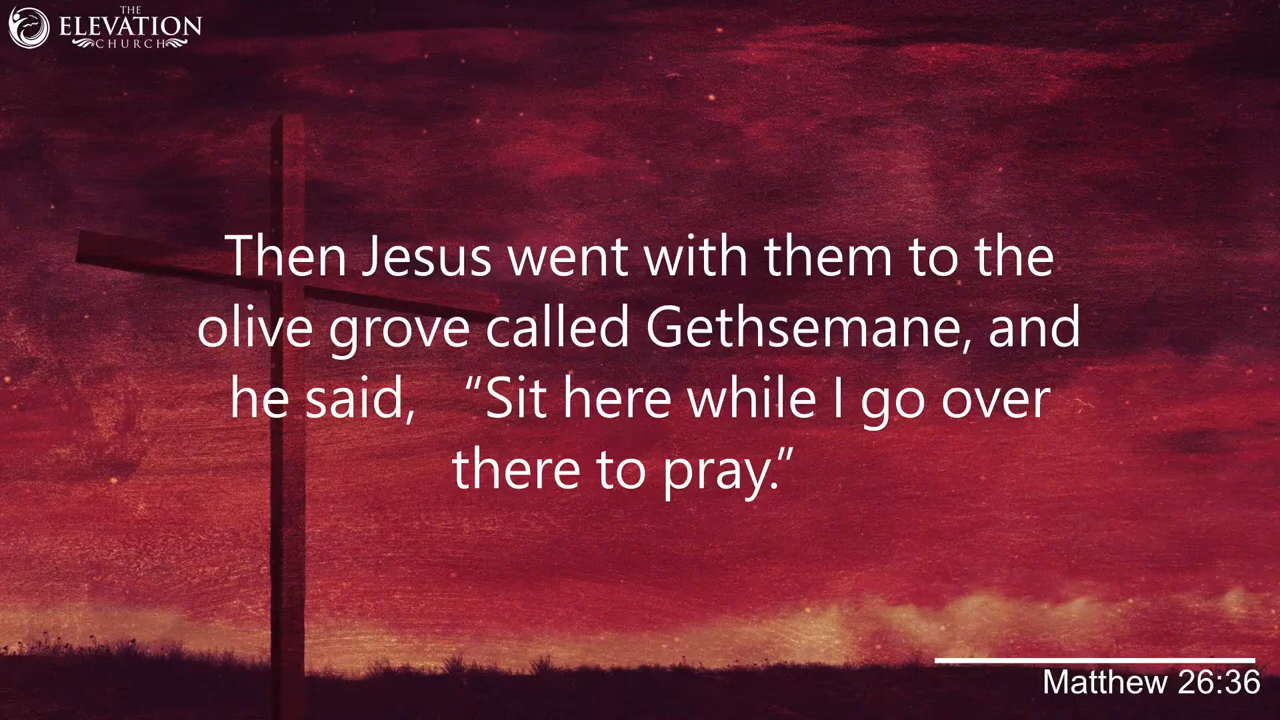 THE
ELEVATION
CHURCH
Then Jesus went with them to the
olive grove called Gethsemane, and
he said, “Sit here while I go over
there to pray.”
Matthew 26:36